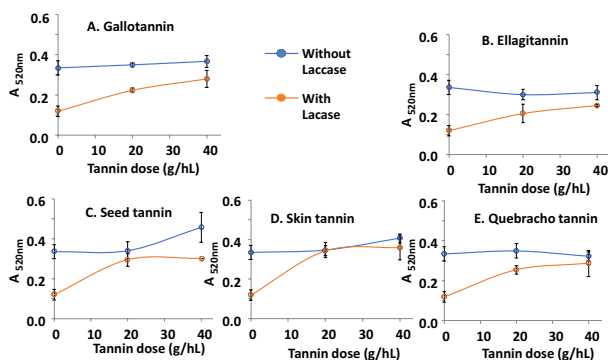 A. Gallotannin
0.6
0.4
0.2
0.0
A 520nm
0 20 40
Tannin dose (g/hL)
Without
Laccase
With
Lacase
B. Ellagitannin
0.6
0.4
0.2
0.0
A 520nm
0 20 40
Tannin dose (g/hL)
C. Seed tannin
0.6
0.4
0.2
0.0
A 520nm
0 20 40
Tannin dose (g/hL)
D. Skin tannin
0.6
0.4
0.2
0.0
A 520nm
0 20 40
Tannin dose (g/hL)
E. Quebracho tannin
0.6
0.4
0.2
0.0
A 520nm
0 20 40
Tannin dose (g/hL)